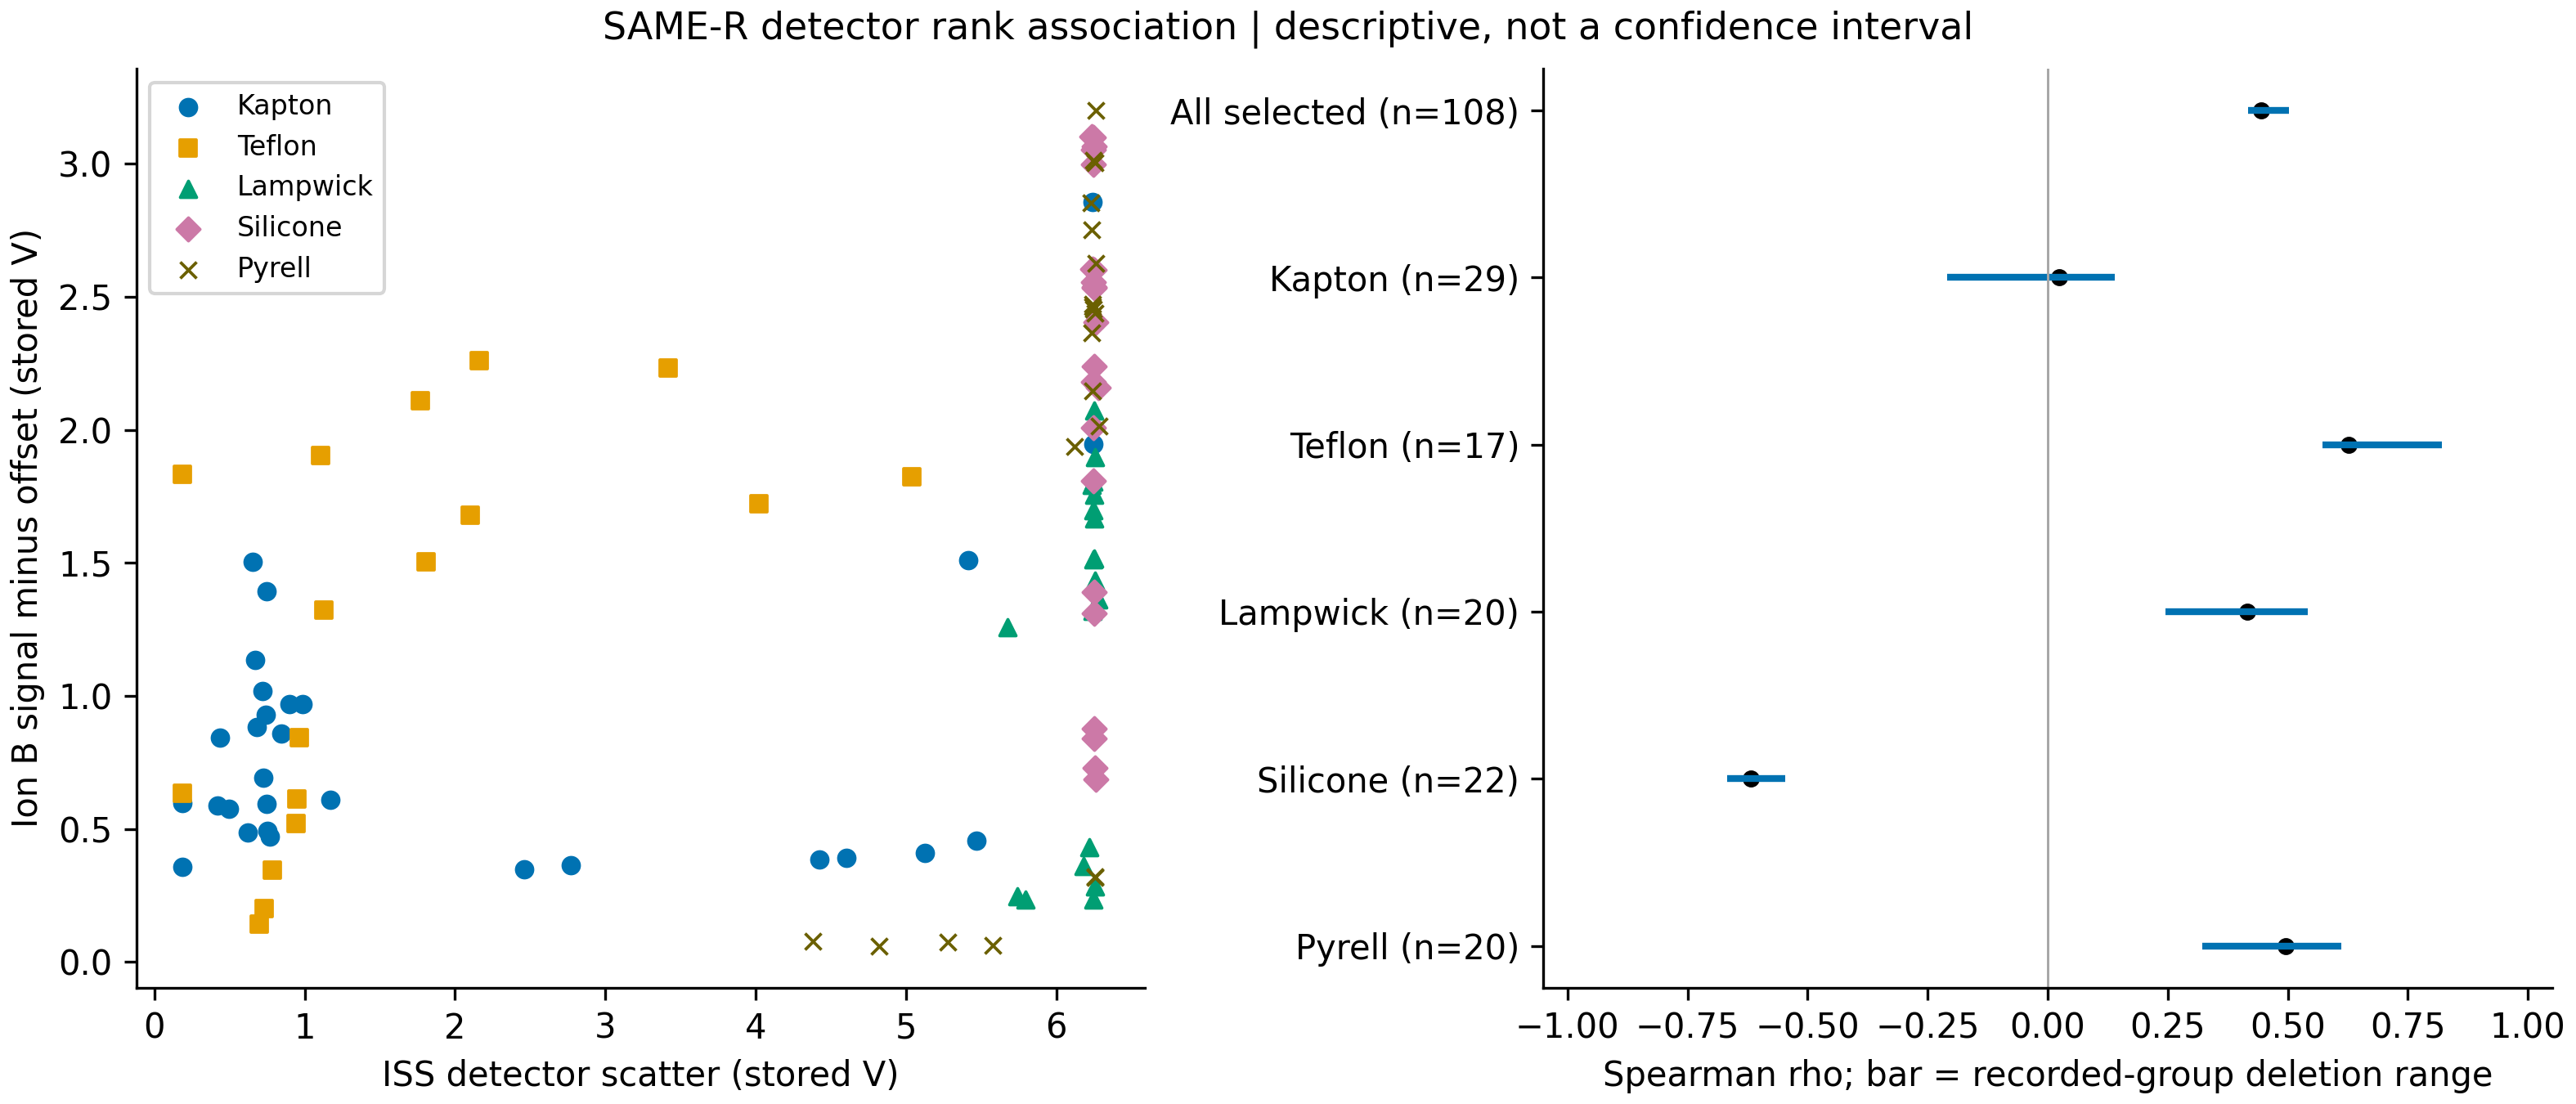 SAME-R detector rank association | descriptive, not a confidence interval
Kapton
Teflon
Lampwick
Silicone
Pyrell
Ion B signal minus offset (stored V)
3.0
2.5
2.0
1.5
1.0
0.5
0.0
0
1
2
3
4
5
6
ISS detector scatter (stored V)
All selected (n=108)
Kapton (n=29)
Teflon (n=17)
Lampwick (n=20)
Silicone (n=22)
Pyrell (n=20)
−1.00
−0.75
−0.50
−0.25
0.00
0.25
0.50
0.75
1.00
Spearman rho; bar = recorded-group deletion range